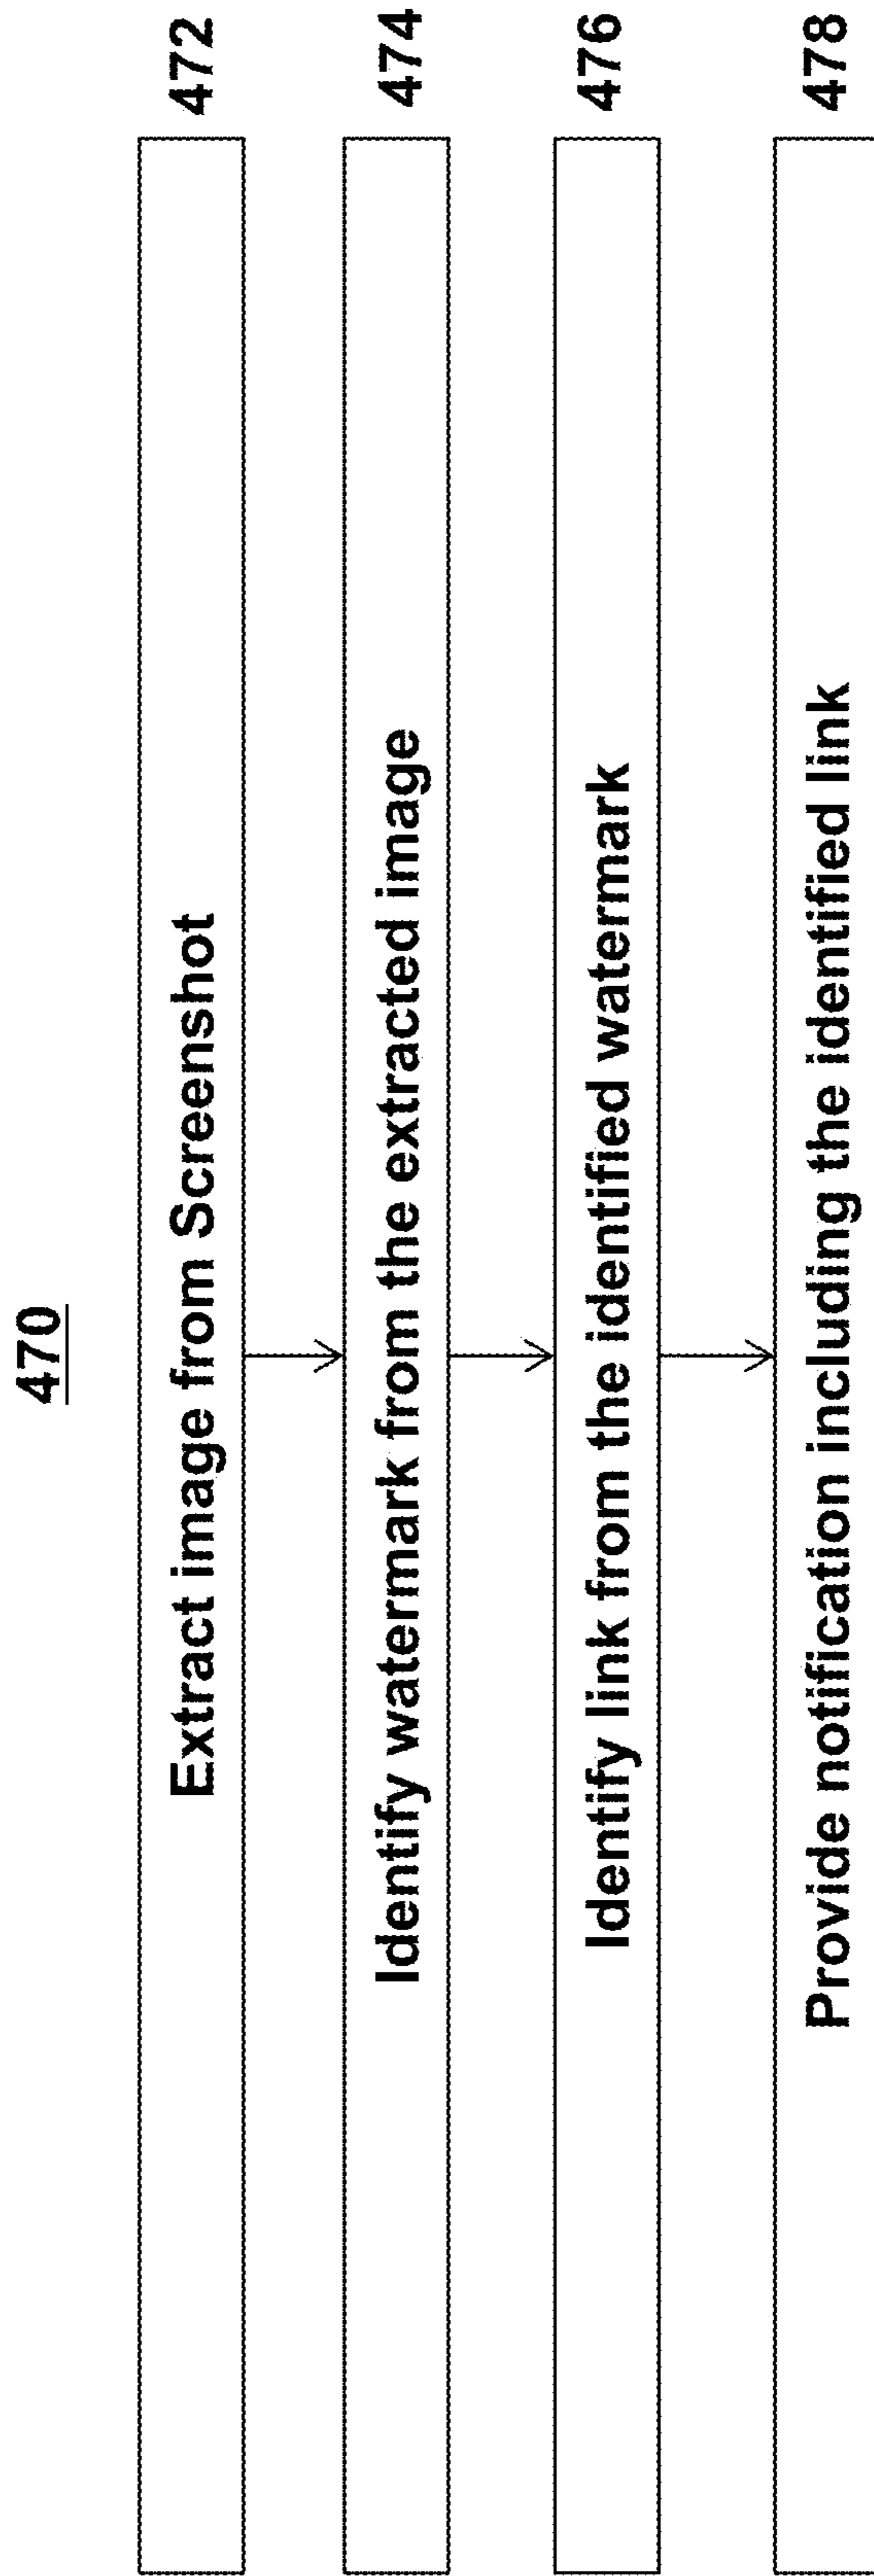 470
Extract image from Screenshot 472
Identify watermark from the extracted image 474
Identify link from the identified watermark 476
Provide notification including the identified link 478